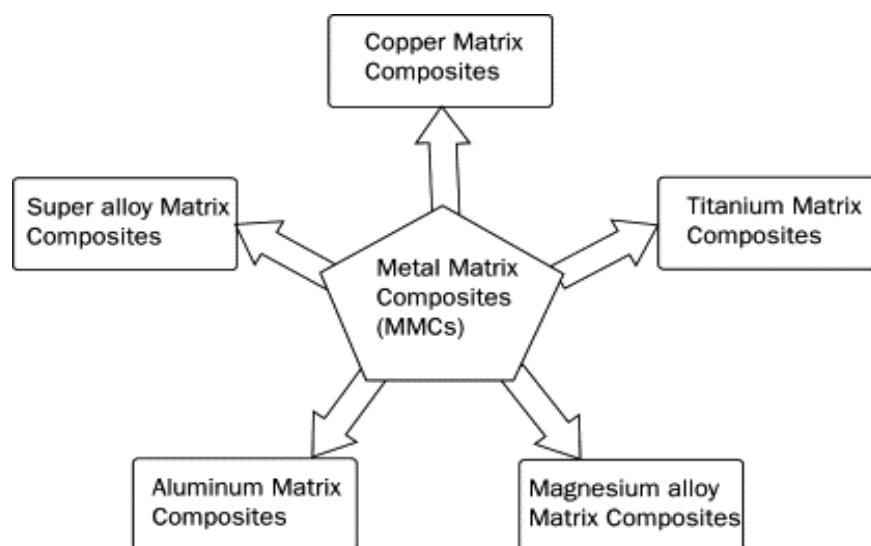 Copper Matrix
Composites
Super alloy Matrix
Composites
Titanium Matrix
Composites
Metal Matrix
Composites
(MMCs)
Aluminum Matrix
Composites
Magnesium alloy
Matrix Composites